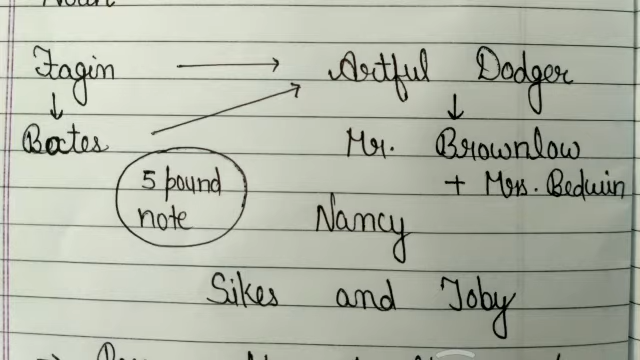 Fagin → Artful Dodger
↓ ↓
Bates → Mr. Brownlow
+ Mrs. Bedwin
5 pound
note
Nancy
Sikes and Toby